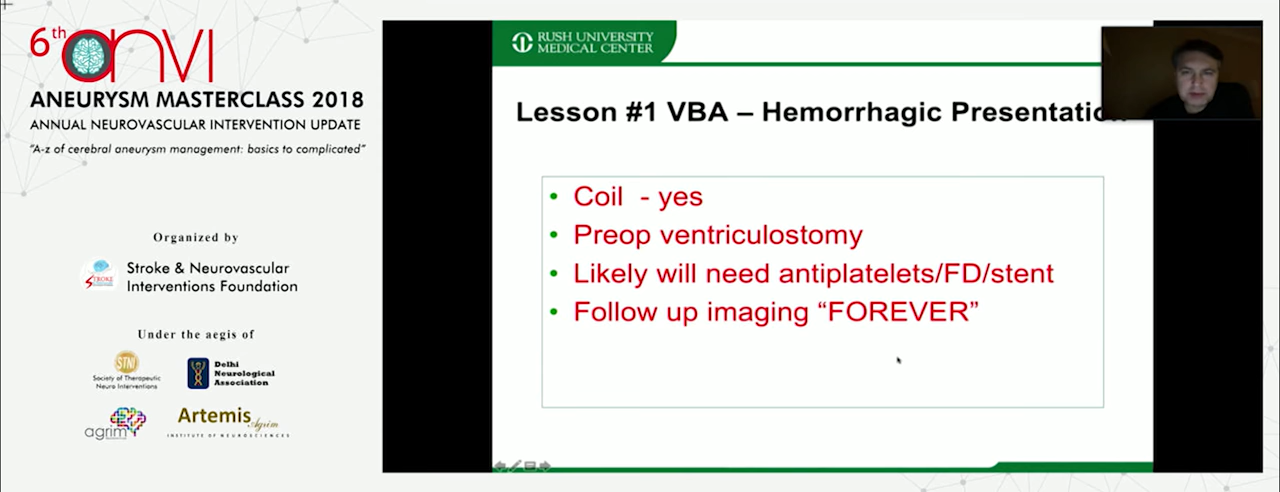 6th anvi
ANEURYSM MASTERCLASS 2018
ANNUAL NEUROVASCULAR INTERVENTION UPDATE
"A-z of cerebral aneurysm management: basics to complicated"
Organized by
STROKE
Stroke & Neurovascular
Interventions Foundation
Under the aegis of
STNI
Society of Therapeutic
Neuro Interventions
Delhi
Neurological
Association
agrim
Artemis Agrim
INSTITUTE OF NEUROSCIENCES
RUSH UNIVERSITY
MEDICAL CENTER
Lesson #1 VBA – Hemorrhagic Presentation
• Coil - yes
• Preop ventriculostomy
• Likely will need antiplatelets/FD/stent
• Follow up imaging “FOREVER”